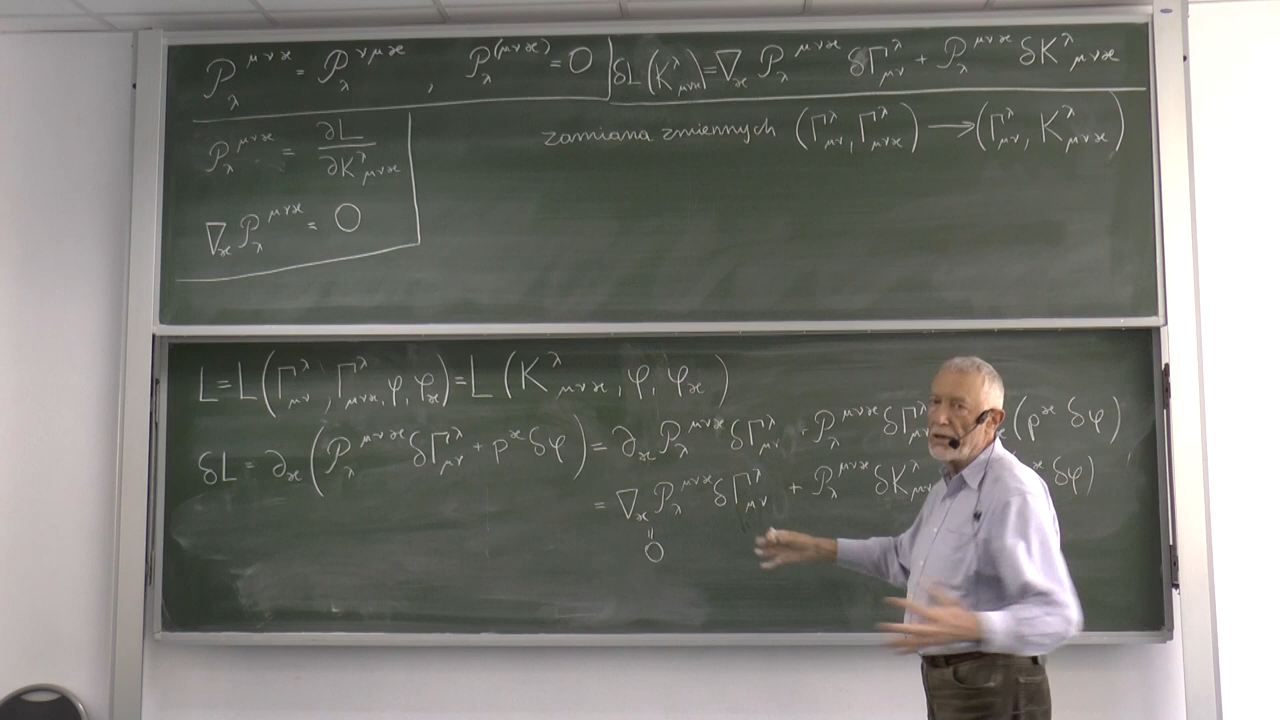 𝒫_λ^{μνϰ} = 𝒫_λ^{νμϰ} , 𝒫_λ^{(μνϰ)} = 0 | δL(K^λ_{μνϰ}) = ∇_ϰ 𝒫_λ^{μνϰ} δΓ^λ_{μν} + 𝒫_λ^{μνϰ} δK^λ_{μνϰ}
zamiana zmiennych (Γ^λ_{μν}, Γ^λ_{μνϰ}) → (Γ^λ_{μν}, K^λ_{μνϰ})
𝒫_λ^{μνϰ} = ∂L / ∂K^λ_{μνϰ}
∇_ϰ 𝒫_λ^{μνϰ} = 0
L = L(Γ^λ_{μν}, Γ^λ_{μνϰ}, φ, φ_ϰ) = L(K^λ_{μνϰ}, φ, φ_ϰ)
δL = ∂_ϰ(𝒫_λ^{μνϰ} δΓ^λ_{μν} + p^ϰ δφ) = ∂_ϰ 𝒫_λ^{μνϰ} δΓ^λ_{μν} + 𝒫_λ^{μνϰ} δΓ^λ (p^ϰ δφ)
= ∇_ϰ 𝒫_λ^{μνϰ} δΓ^λ_{μν} + 𝒫_λ^{μνϰ} δK^λ_{μν} δφ)
"
0